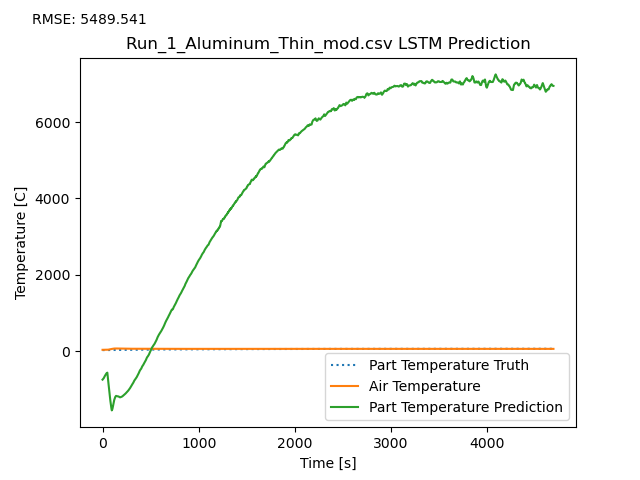 RMSE: 5489.541
Run_1_Aluminum_Thin_mod.csv LSTM Prediction
Temperature [C]
6000
4000
2000
0
Part Temperature Truth
Air Temperature
Part Temperature Prediction
0 1000 2000 3000 4000
Time [s]